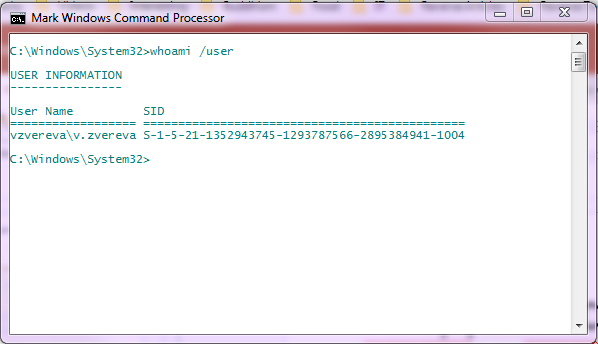 Mark Windows Command Processor
C:\Windows\System32>whoami /user
USER INFORMATION
----------------
User Name          SID
================== =============================================
vzvereva\v.zvereva S-1-5-21-1352943745-1293787566-2895384941-1004
C:\Windows\System32>